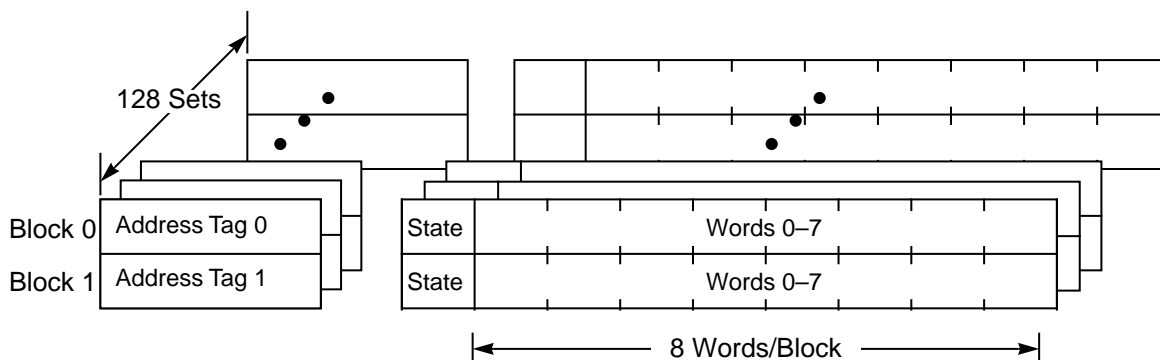 128 Sets
Block 0
Address Tag 0
State
Words 0–7
Block 1
Address Tag 1
State
Words 0–7
8 Words/Block